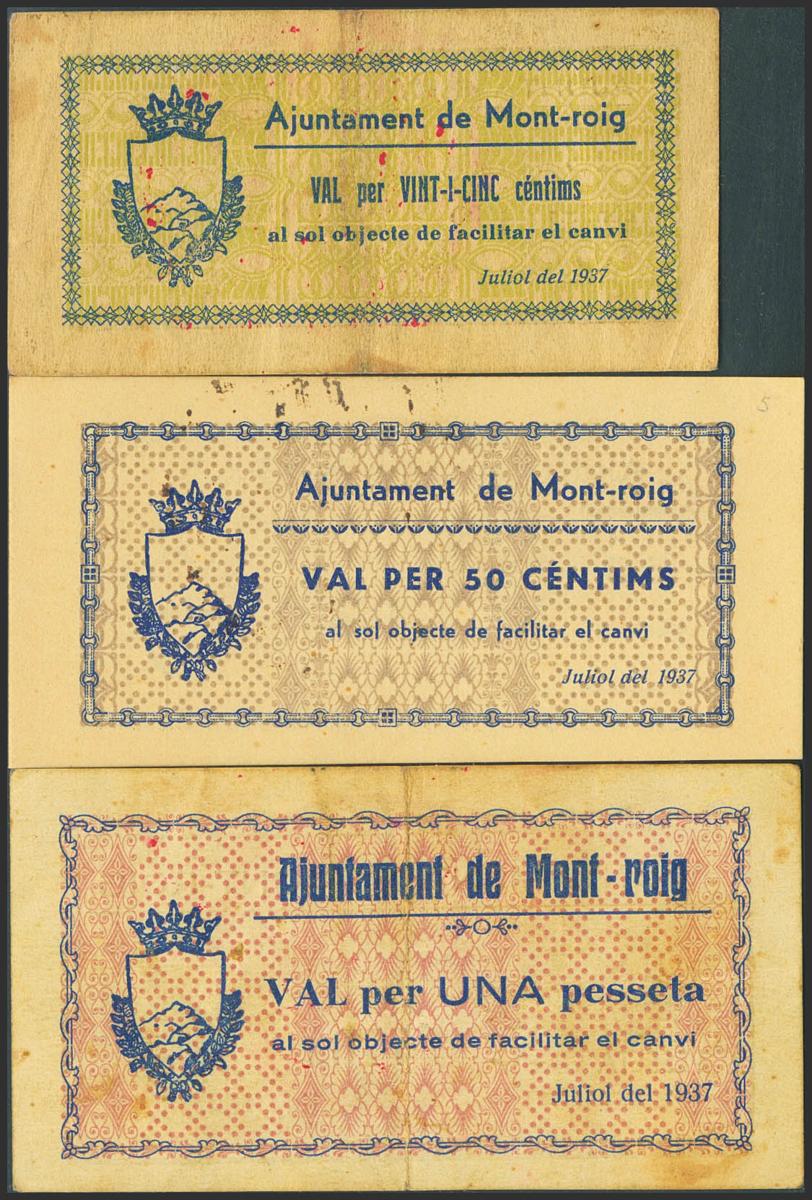 Ajuntament de Mont-roig
VAL per VINT-I-CINC céntims
al sol objecte de facilitar el canvi
Juliol del 1937
5
Ajuntament de Mont-roig
VAL PER 50 CÉNTIMS
al sol objecte de facilitar el canvi
Juliol del 1937
Ajuntament de Mont-roig
VAL per UNA pesseta
al sol objecte de facilitar el canvi
Juliol del 1937